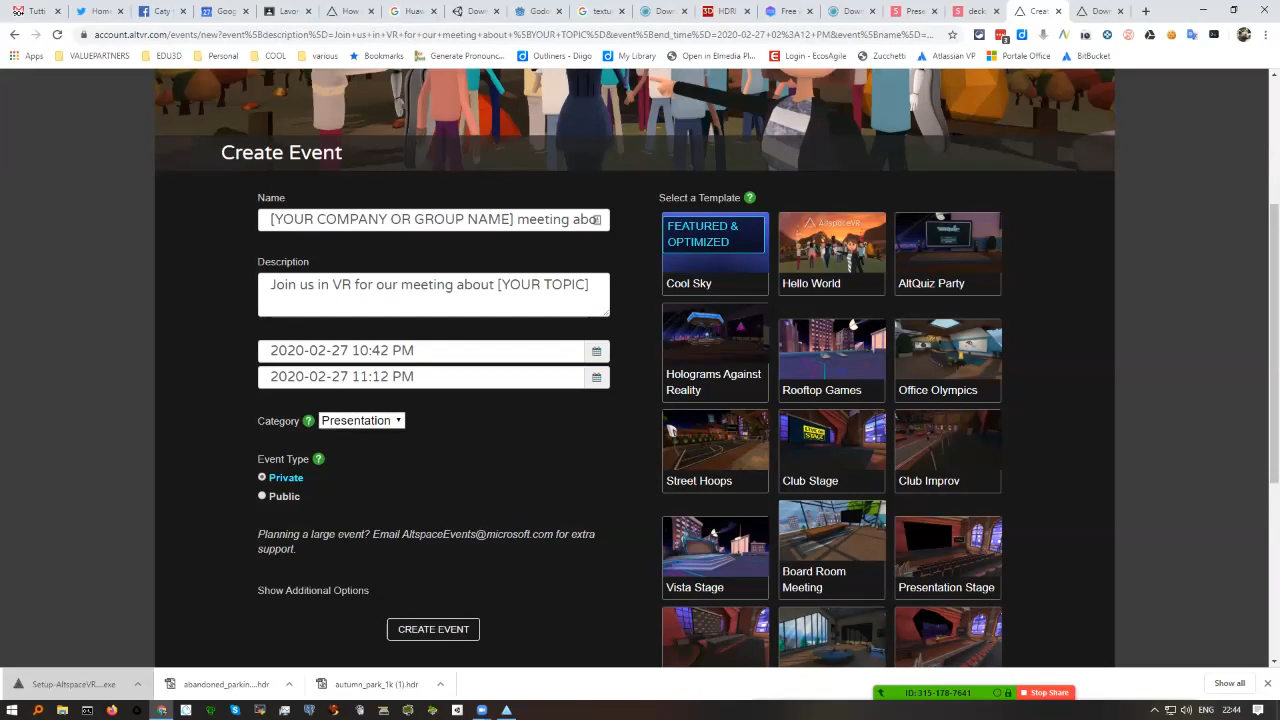 Tutti
Home
Caty
Goog
Lavor
How
Huaw
Down
Godo
textur
Down
HDRI
Free
Down
Prese
deck
Creat
Down
account.altvr.com/events/new?event%5Bdescription%5D=Join+us+in+VR+for+our+meeting+about+%5BYOUR+TOPIC%5D&event%5Bend_time%5D=2020-02-27+02%3A12+PM&event%5Bname%5D=...
Apps VALUEPARTNERS EDU3D Personal COOL various Bookmarks Generate Pronounc... Outliners - Diigo My Library Open in Elmedia Pl... Login - EcosAgile Zucchetti Atlassian VP Portale Office BitBucket
AltspaceVR
Create Event
Name
[YOUR COMPANY OR GROUP NAME] meeting abo
Description
Join us in VR for our meeting about [YOUR TOPIC]
2020-02-27 10:42 PM
2020-02-27 11:12 PM
Category ? Presentation
Event Type ?
Private
Public
Planning a large event? Email AltspaceEvents@microsoft.com for extra
support.
Show Additional Options
CREATE EVENT
Select a Template ?
FEATURED &
OPTIMIZED
Cool Sky
Hello World
AltQuiz Party
Holograms Against
Reality
Rooftop Games
Office Olympics
Street Hoops
LIVE ON
STAGE
Club Stage
Club Improv
Vista Stage
Board Room
Meeting
Presentation Stage
Setup-AltspaceVR....exe
abandoned_parkin....hdr
autumn_park_1k (1).hdr
Show all
ID: 315-178-7641
Stop Share
ENG 22:44